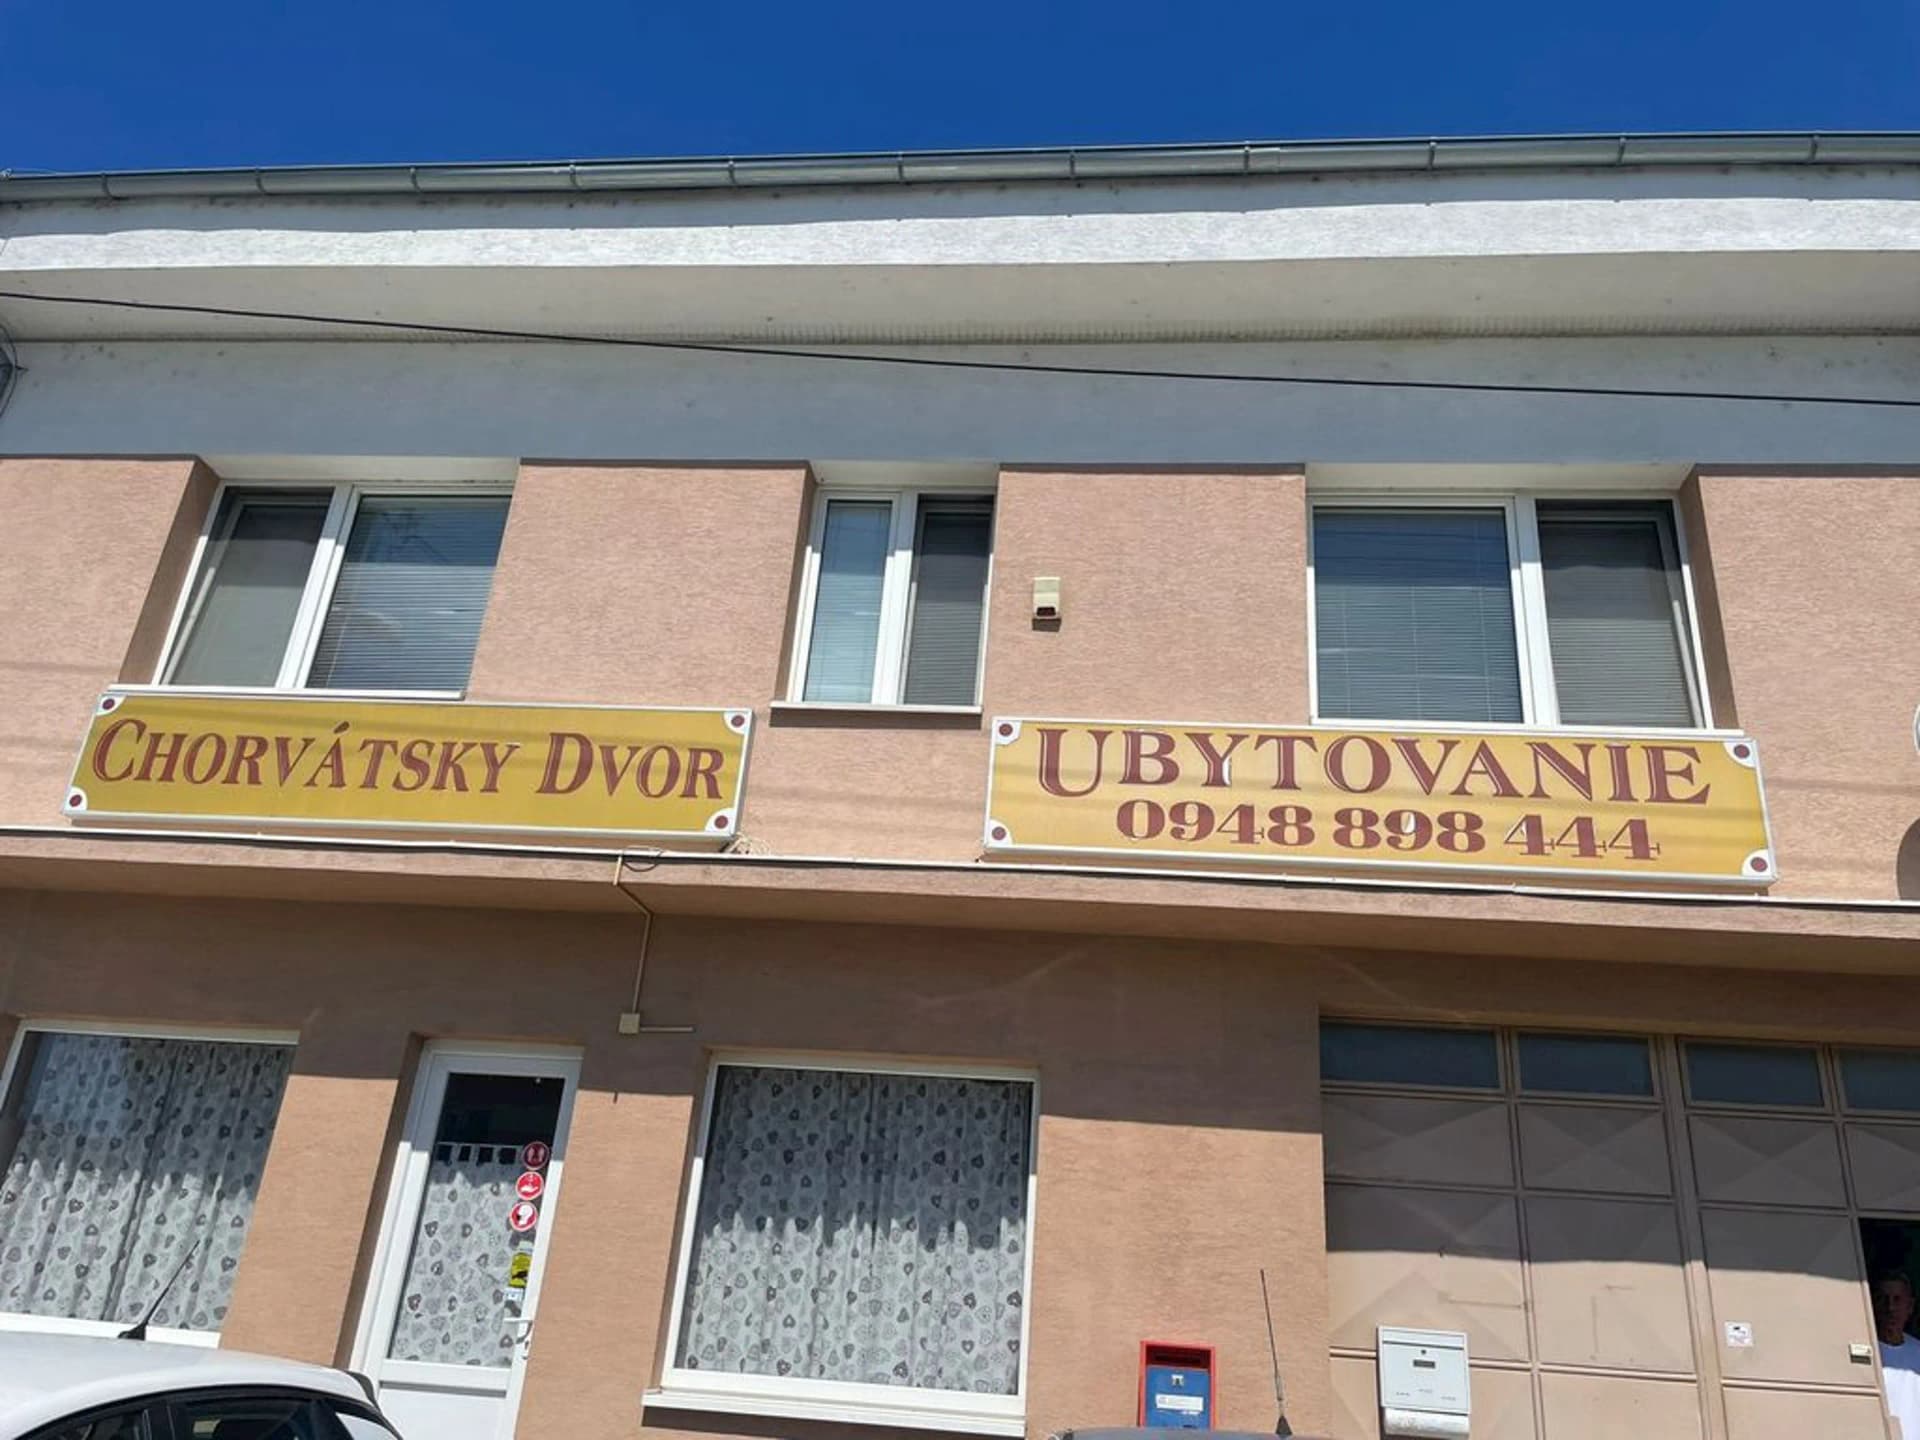 CHORVÁTSKY DVOR
UBYTOVANIE
0948 898 444